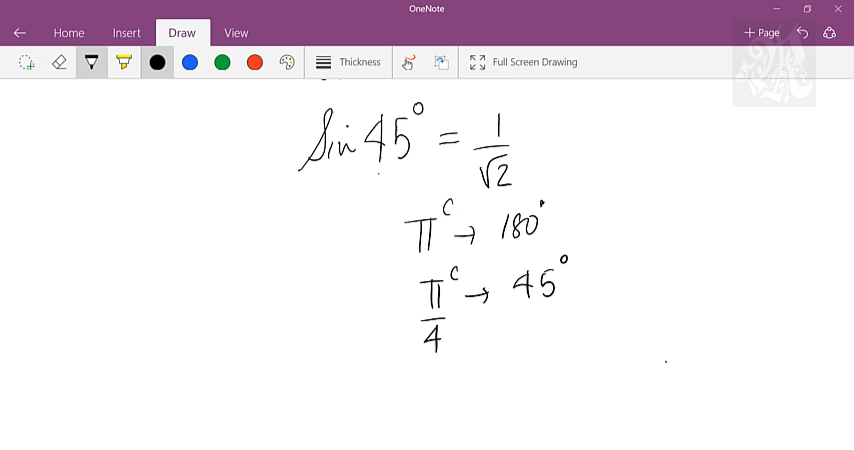 OneNote
Home Insert Draw View + Page
Thickness Full Screen Drawing
Sin 45° = 1/√2
π^c → 180°
π^c/4 → 45°